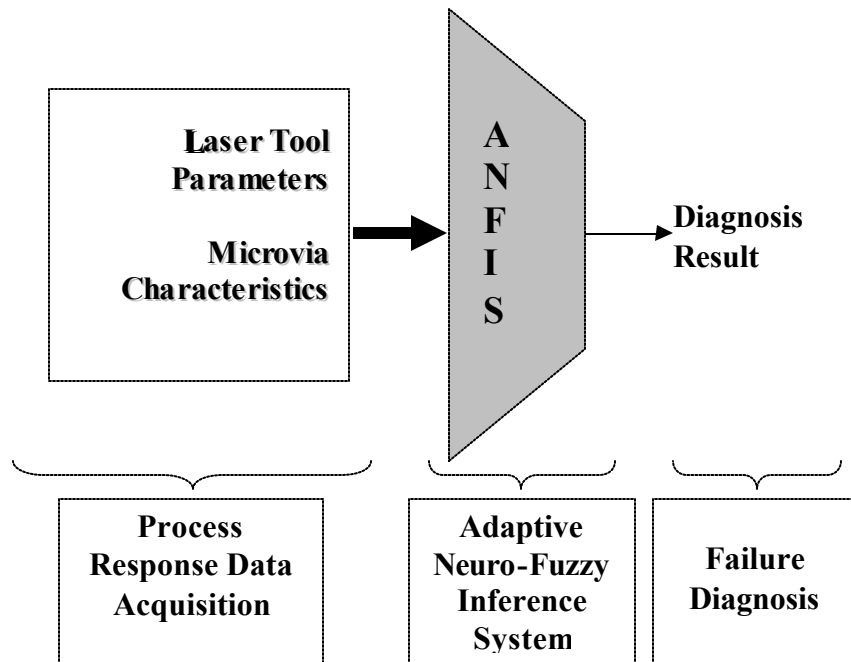 Laser Tool
Parameters
Microvia
Characteristics
A
N
F
I
S
Diagnosis
Result
Process
Response Data
Acquisition
Adaptive
Neuro-Fuzzy
Inference
System
Failure
Diagnosis